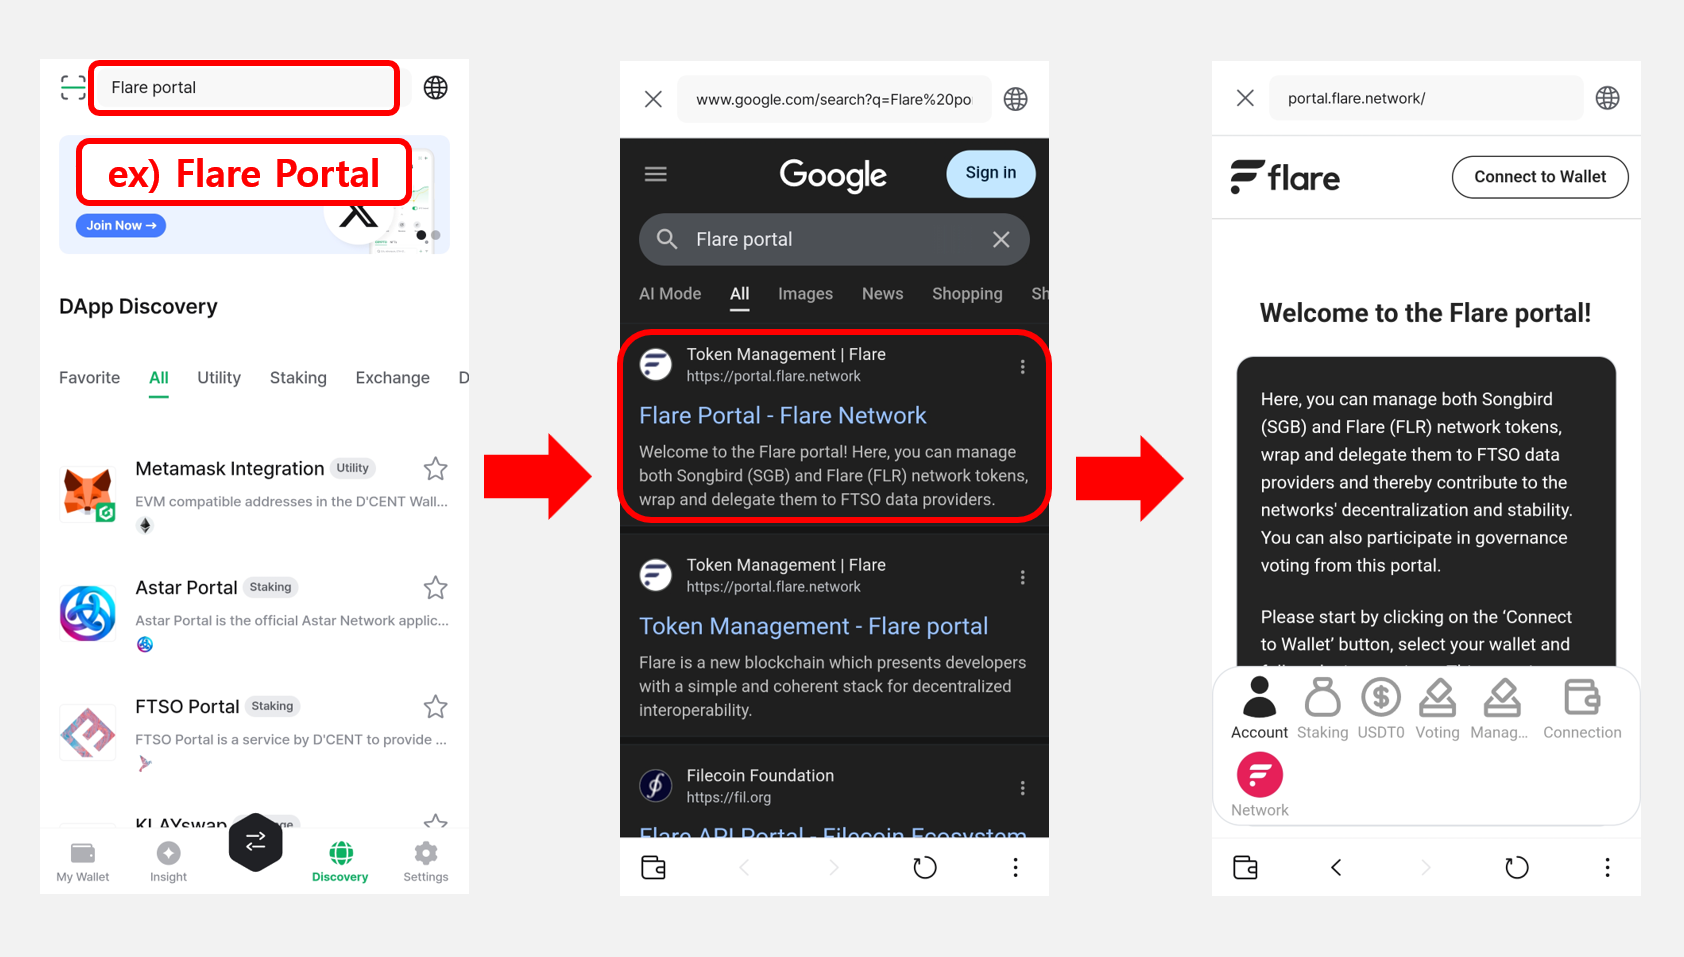 Flare portal
ex) Flare Portal
Join Now →
DApp Discovery
Favorite All Utility Staking Exchange D
Metamask Integration Utility
EVM compatible addresses in the D'CENT Wall...
Astar Portal Staking
Astar Portal is the official Astar Network applic...
FTSO Portal Staking
FTSO Portal is a service by D'CENT to provide ...
KLAYswap
My Wallet Insight Discovery Settings
www.google.com/search?q=Flare%20po
Google
Sign in
Flare portal
AI Mode All Images News Shopping Sh
Token Management | Flare
https://portal.flare.network
Flare Portal - Flare Network
Welcome to the Flare portal! Here, you can manage
both Songbird (SGB) and Flare (FLR) network tokens,
wrap and delegate them to FTSO data providers.
Token Management | Flare
https://portal.flare.network
Token Management - Flare portal
Flare is a new blockchain which presents developers
with a simple and coherent stack for decentralized
interoperability.
Filecoin Foundation
https://fil.org
Flare API Portal - Filecoin Ecosystem
portal.flare.network/
flare
Connect to Wallet
Welcome to the Flare portal!
Here, you can manage both Songbird
(SGB) and Flare (FLR) network tokens,
wrap and delegate them to FTSO data
providers and thereby contribute to the
networks' decentralization and stability.
You can also participate in governance
voting from this portal.
Please start by clicking on the ‘Connect
to Wallet’ button, select your wallet and
Account Staking USDT0 Voting Manag... Connection
Network